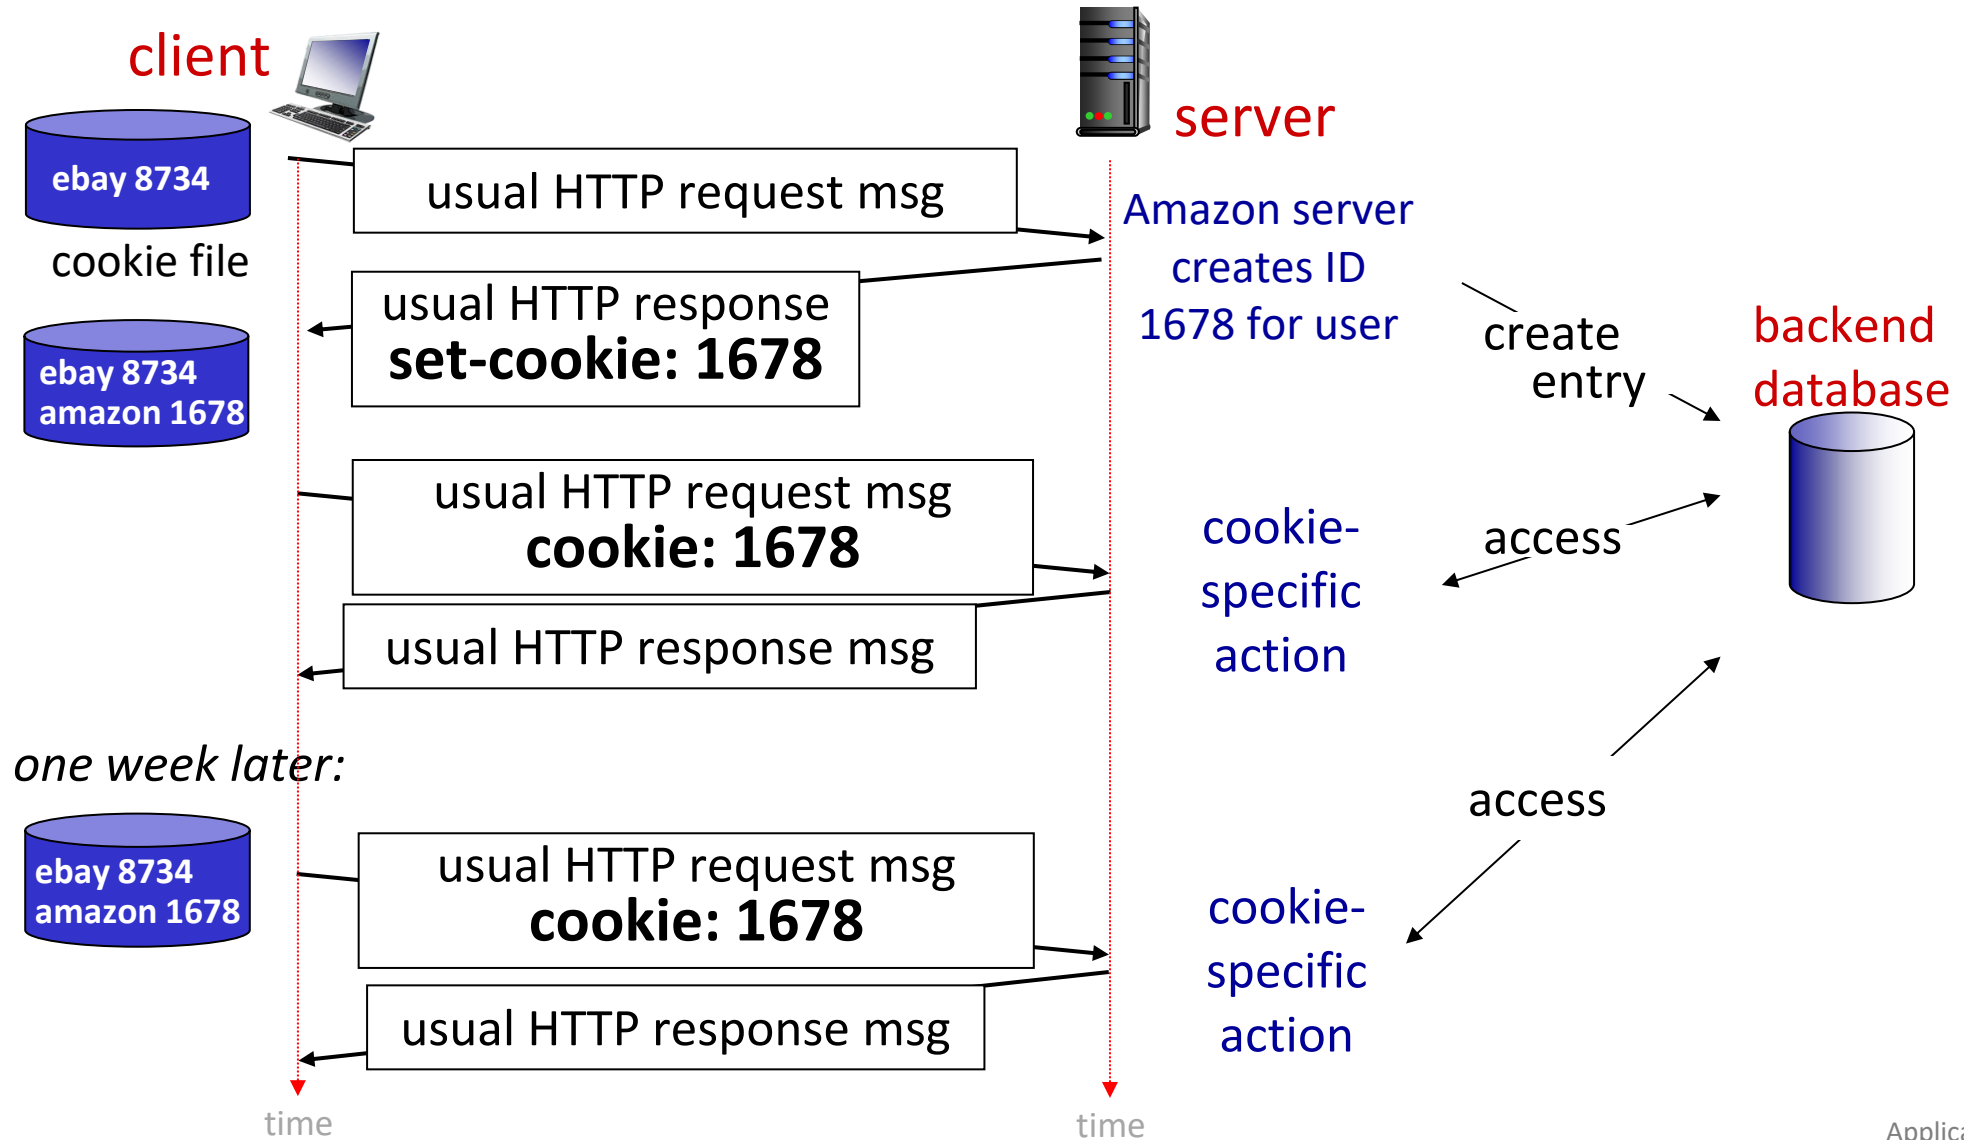 client
server
ebay 8734
cookie file
usual HTTP request msg
Amazon server
creates ID
1678 for user
usual HTTP response
set-cookie: 1678
create
entry
backend
database
ebay 8734
amazon 1678
usual HTTP request msg
cookie: 1678
cookie-
specific
action
access
usual HTTP response msg
one week later:
access
ebay 8734
amazon 1678
usual HTTP request msg
cookie: 1678
cookie-
specific
action
usual HTTP response msg
time
time